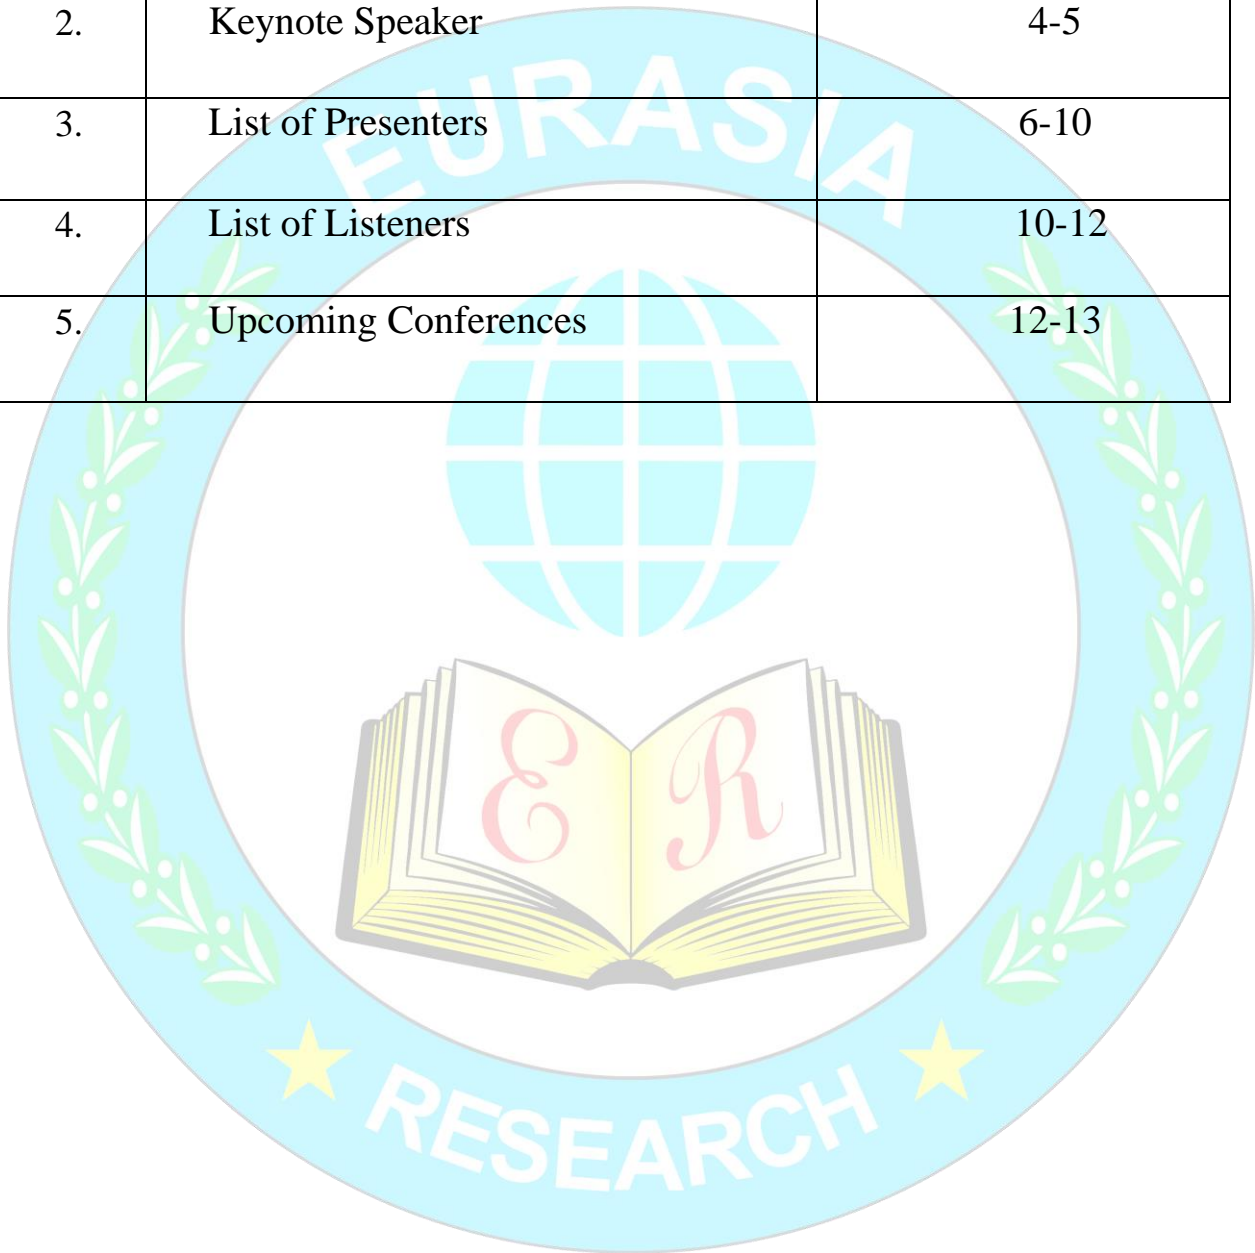 2. Keynote Speaker 4-5
EURASIA
3. List of Presenters 6-10
4. List of Listeners 10-12
5. Upcoming Conferences 12-13
E R
RESEARCH